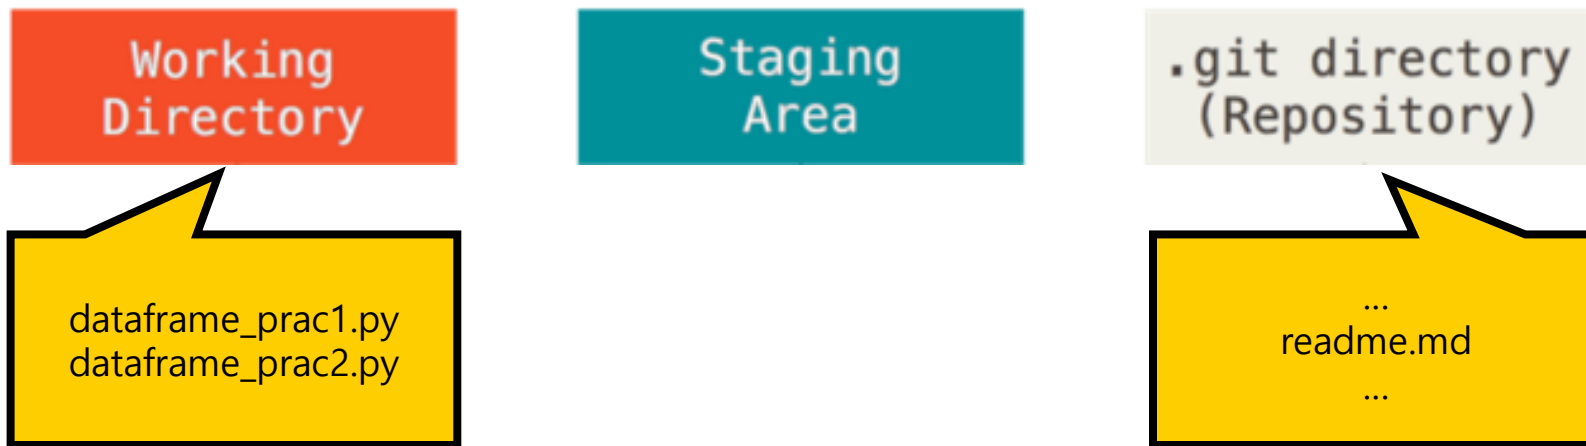 Working
Directory
Staging
Area
.git directory
(Repository)
dataframe_prac1.py
dataframe_prac2.py
...
readme.md
...